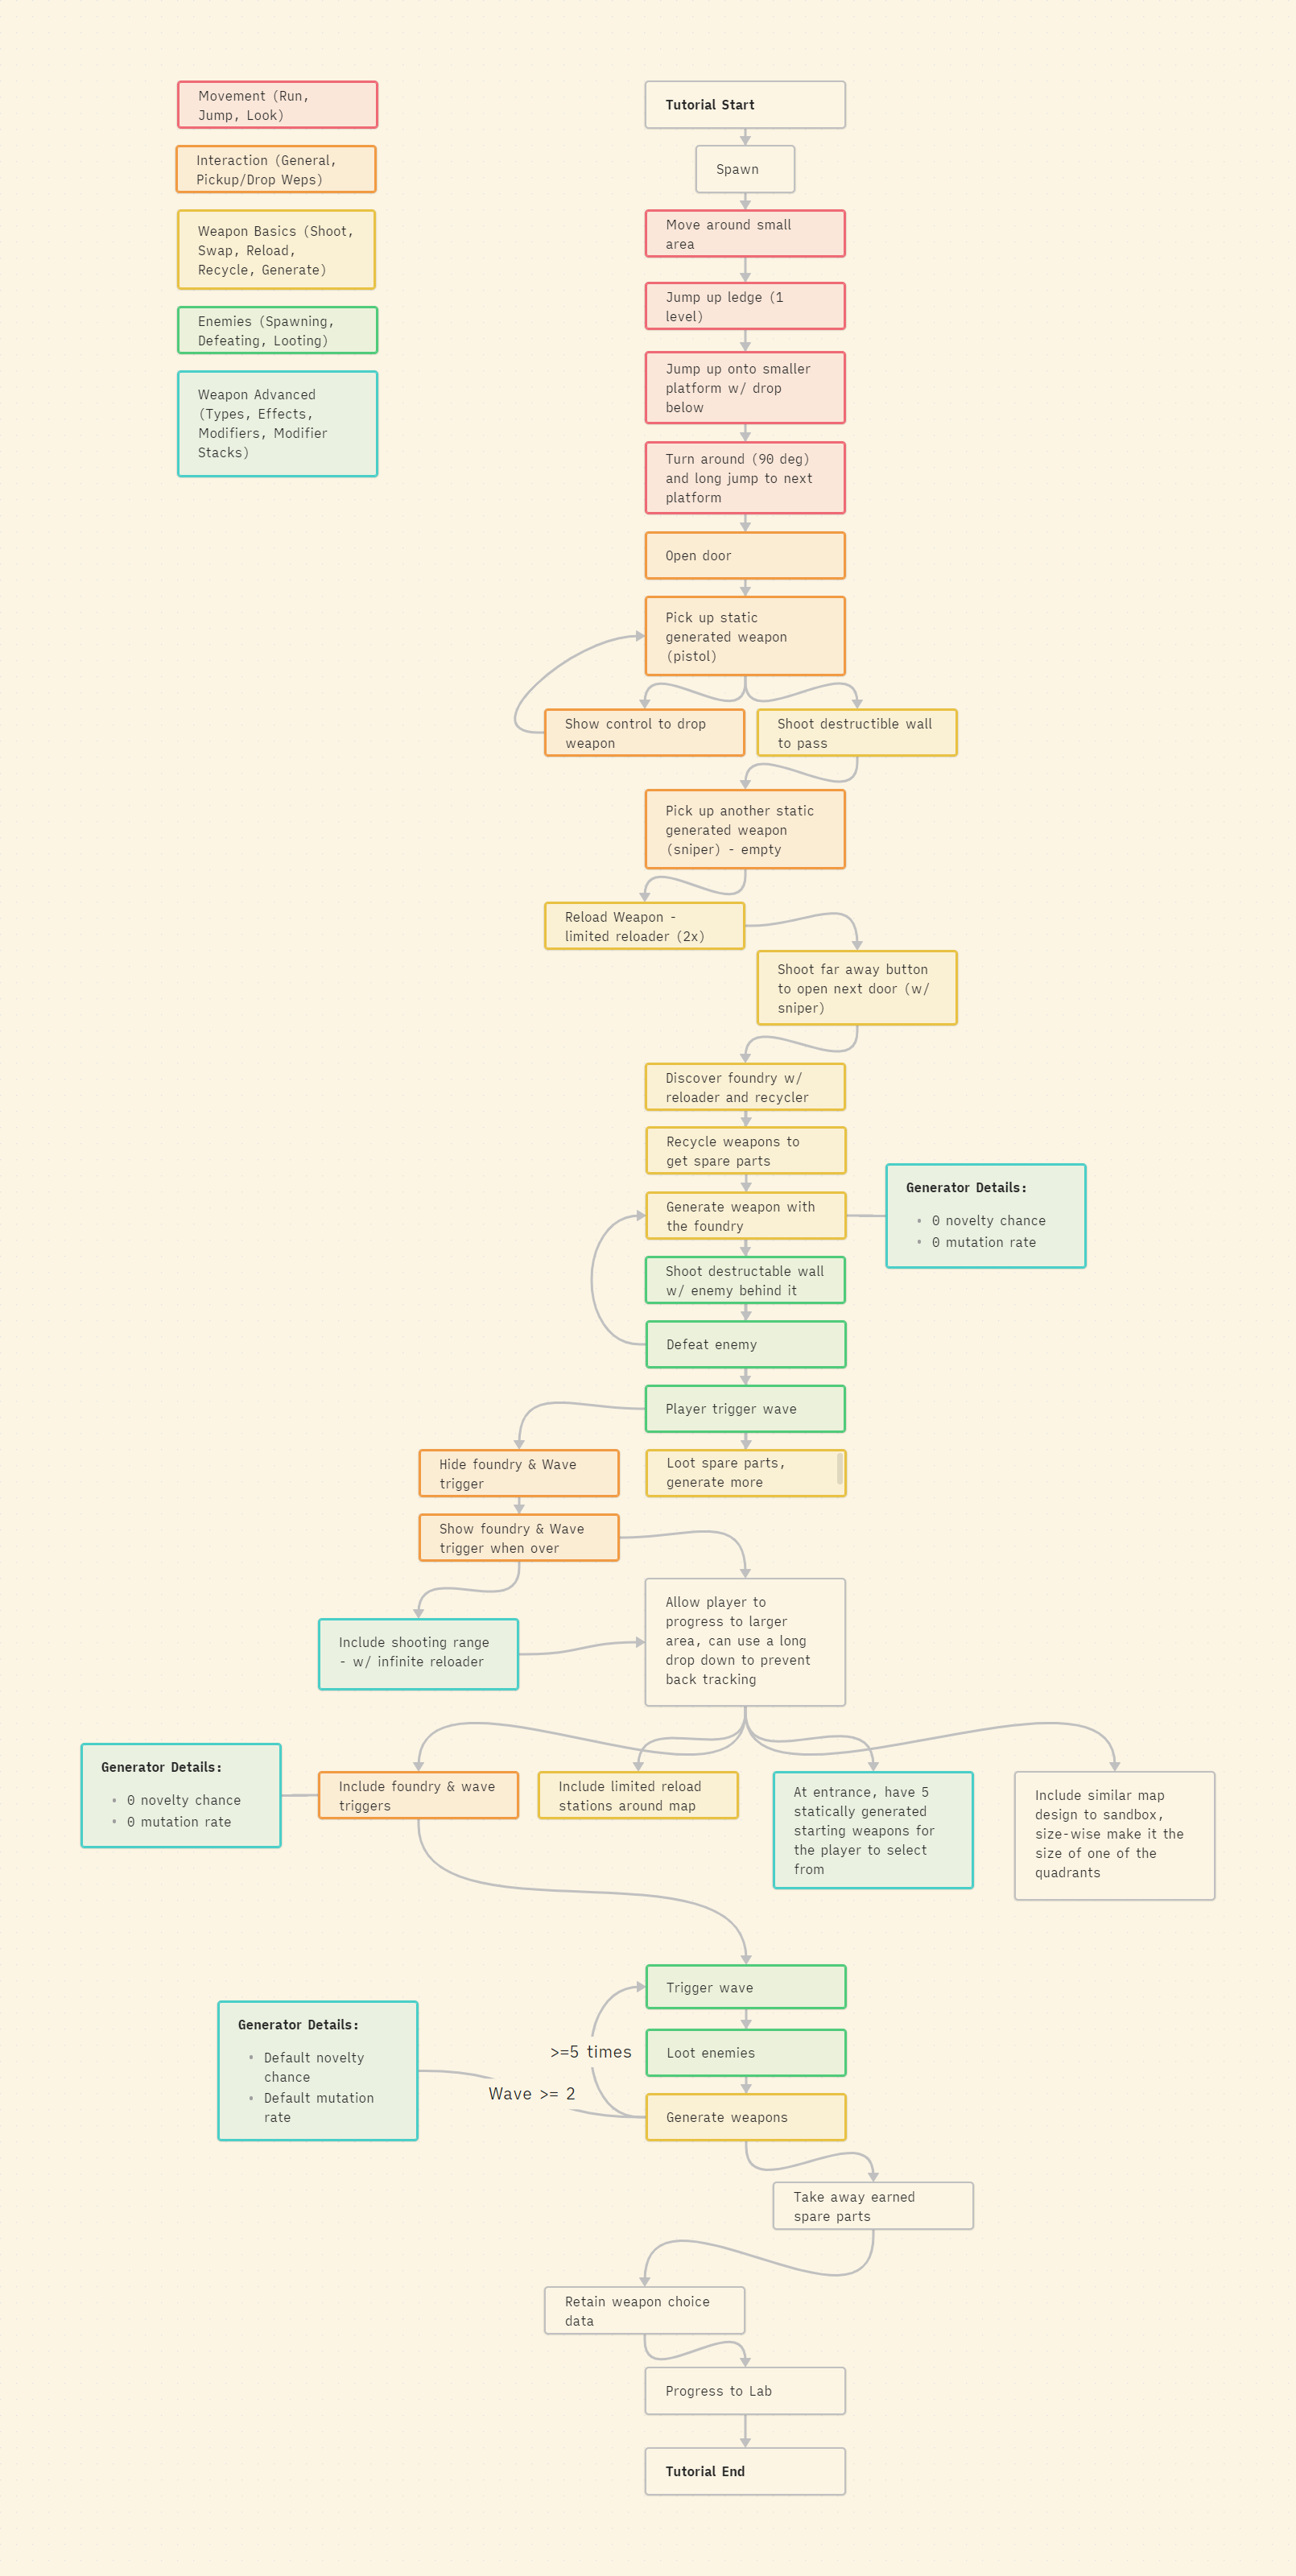 Movement (Run,
Jump, Look)
Interaction (General,
Pickup/Drop Weps)
Weapon Basics (Shoot,
Swap, Reload,
Recycle, Generate)
Enemies (Spawning,
Defeating, Looting)
Weapon Advanced
(Types, Effects,
Modifiers, Modifier
Stacks)
Tutorial Start
Spawn
Move around small
area
Jump up ledge (1
level)
Jump up onto smaller
platform w/ drop
below
Turn around (90 deg)
and long jump to next
platform
Open door
Pick up static
generated weapon
(pistol)
Show control to drop
weapon
Shoot destructible wall
to pass
Pick up another static
generated weapon
(sniper) - empty
Reload Weapon -
limited reloader (2x)
Shoot far away button
to open next door (w/
sniper)
Discover foundry w/
reloader and recycler
Recycle weapons to
get spare parts
Generate weapon with
the foundry
Generator Details:
• 0 novelty chance
• 0 mutation rate
Shoot destructable wall
w/ enemy behind it
Defeat enemy
Player trigger wave
Hide foundry & Wave
trigger
Loot spare parts,
generate more
Show foundry & Wave
trigger when over
Include shooting range
- w/ infinite reloader
Allow player to
progress to larger
area, can use a long
drop down to prevent
back tracking
Generator Details:
• 0 novelty chance
• 0 mutation rate
Include foundry & wave
triggers
Include limited reload
stations around map
At entrance, have 5
statically generated
starting weapons for
the player to select
from
Include similar map
design to sandbox,
size-wise make it the
size of one of the
quadrants
Trigger wave
Generator Details:
• Default novelty
chance
• Default mutation
rate
>=5 times
Wave >= 2
Loot enemies
Generate weapons
Take away earned
spare parts
Retain weapon choice
data
Progress to Lab
Tutorial End